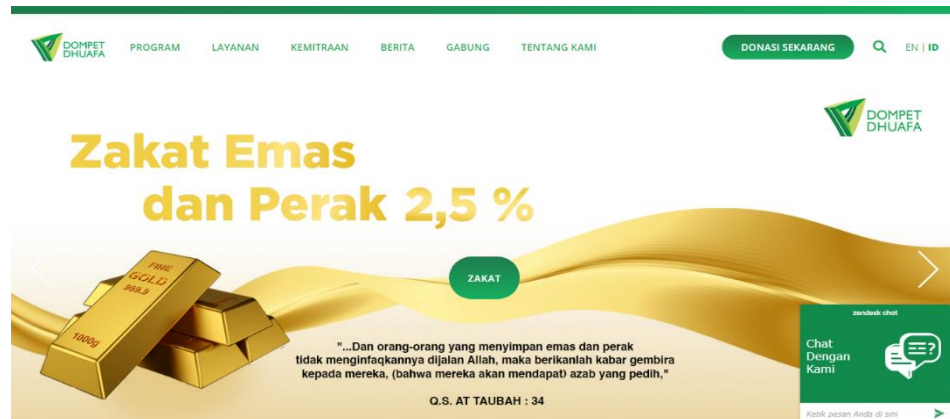 DOMPET
DHUAFA
PROGRAM
LAYANAN
KEMITRAAN
BERITA
GABUNG
TENTANG KAMI
DONASI SEKARANG
EN | ID
DOMPET
DHUAFA
Zakat Emas
dan Perak 2,5 %
FINE
GOLD
999.9
1000g
ZAKAT
"...Dan orang-orang yang menyimpan emas dan perak
tidak menginfaqkannya dijalan Allah, maka berikanlah kabar gembira
kepada mereka, (bahwa mereka akan mendapat) azab yang pedih,"
Q.S. AT TAUBAH : 34
zendesk chat
Chat
Dengan
Kami
Ketik pesan Anda di sini